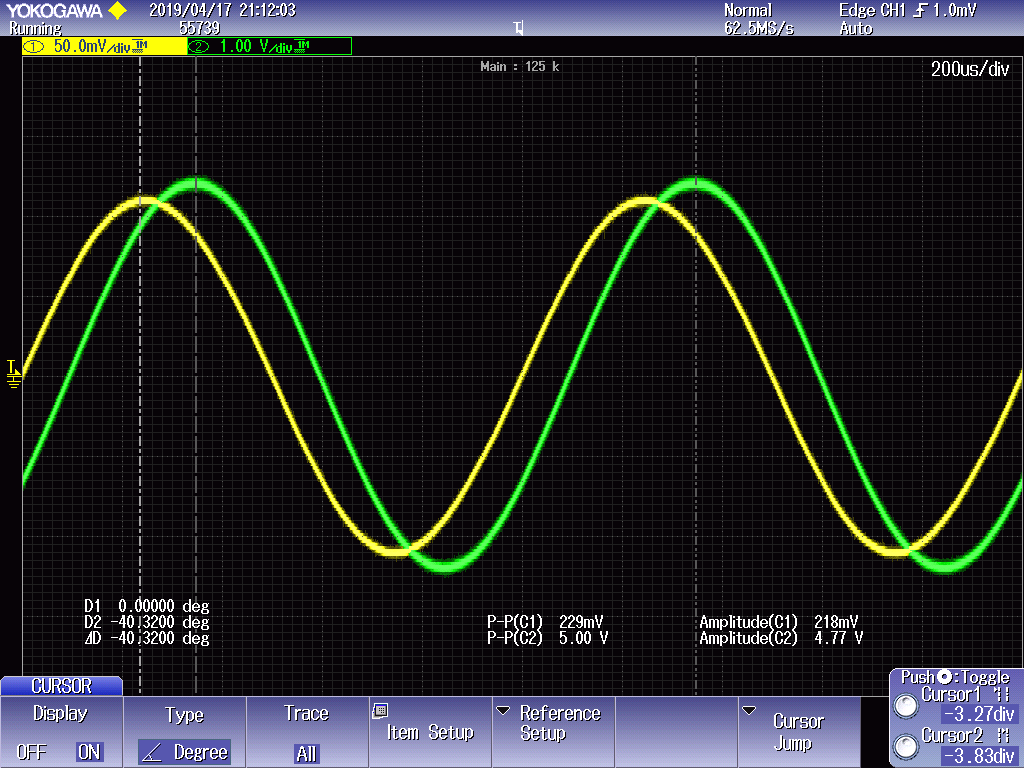 YOKOGAWA 2019/04/17 21:12:03 Normal Edge CH1 1.0mV
Running 55739 T 62.5MS/s Auto
1 50.0mV/div 1M 2 1.00 V/div 1M
Main : 125 k 200us/div
T
D1 0.00000 deg
D2 -40.3200 deg P-P(C1) 229mV Amplitude(C1) 218mV
ΔD -40.3200 deg P-P(C2) 5.00 V Amplitude(C2) 4.77 V
CURSOR Push :Toggle
Display Type Trace Item Setup Reference Setup Cursor Jump
OFF ON Degree All
Cursor1
-3.27div
Cursor2
-3.83div